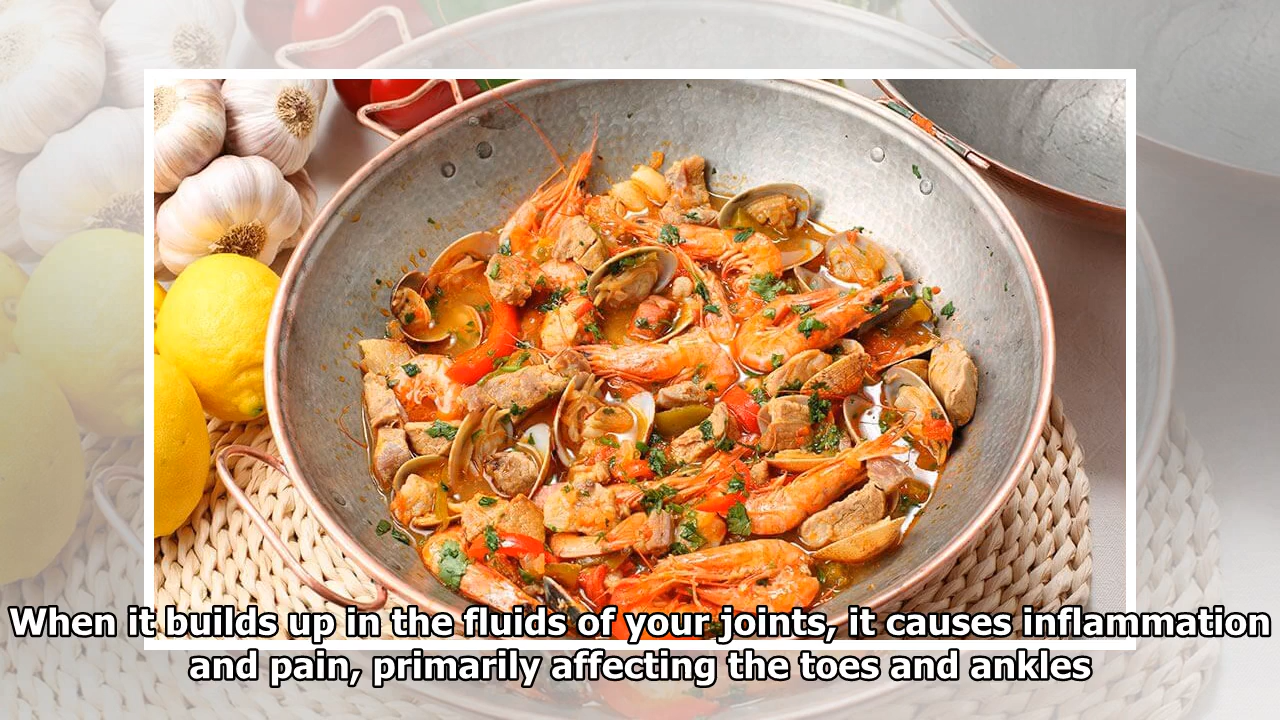 When it builds up in the fluids of your joints, it causes inflammation
and pain, primarily affecting the toes and ankles